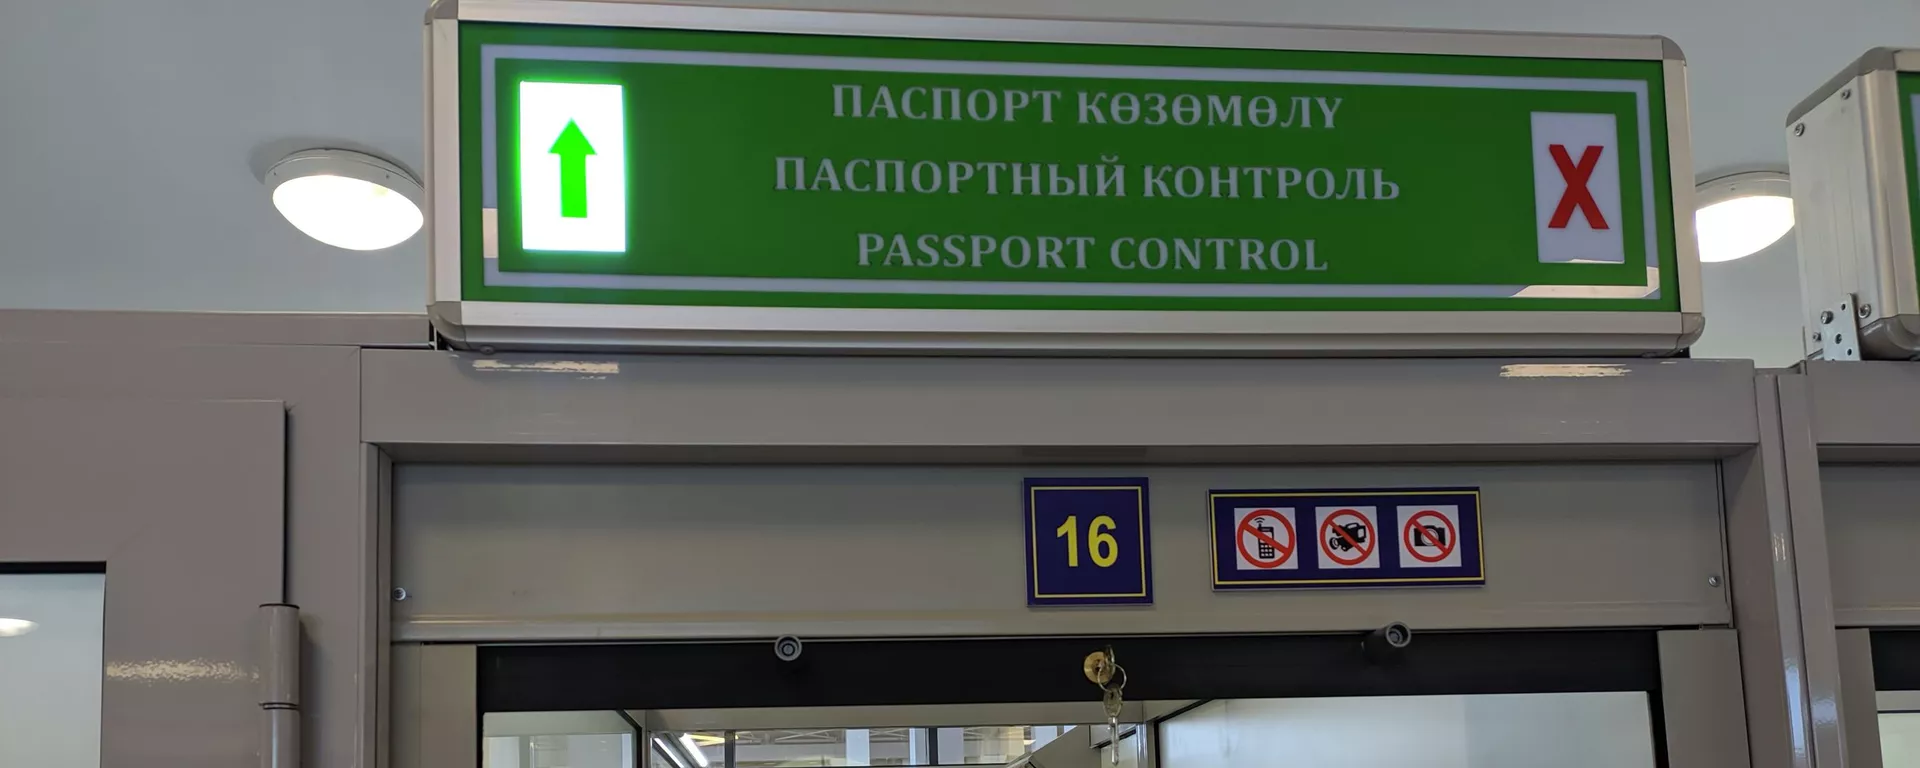 ПАСПОРТ КӨЗӨМӨЛҮ
ПАСПОРТНЫЙ КОНТРОЛЬ
PASSPORT CONTROL
X
16